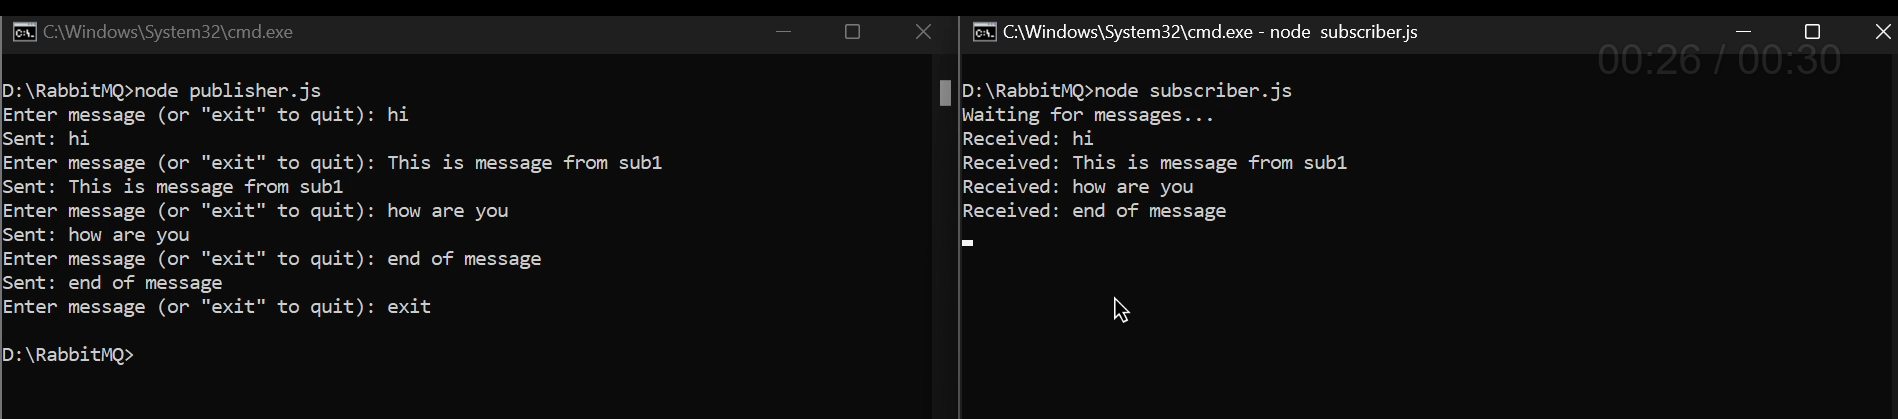 C:\Windows\System32\cmd.exe
D:\RabbitMQ>node publisher.js
Enter message (or "exit" to quit): hi
Sent: hi
Enter message (or "exit" to quit): This is message from sub1
Sent: This is message from sub1
Enter message (or "exit" to quit): how are you
Sent: how are you
Enter message (or "exit" to quit): end of message
Sent: end of message
Enter message (or "exit" to quit): exit
D:\RabbitMQ>
C:\Windows\System32\cmd.exe - node  subscriber.js
00:26 / 00:30
D:\RabbitMQ>node subscriber.js
Waiting for messages...
Received: hi
Received: This is message from sub1
Received: how are you
Received: end of message